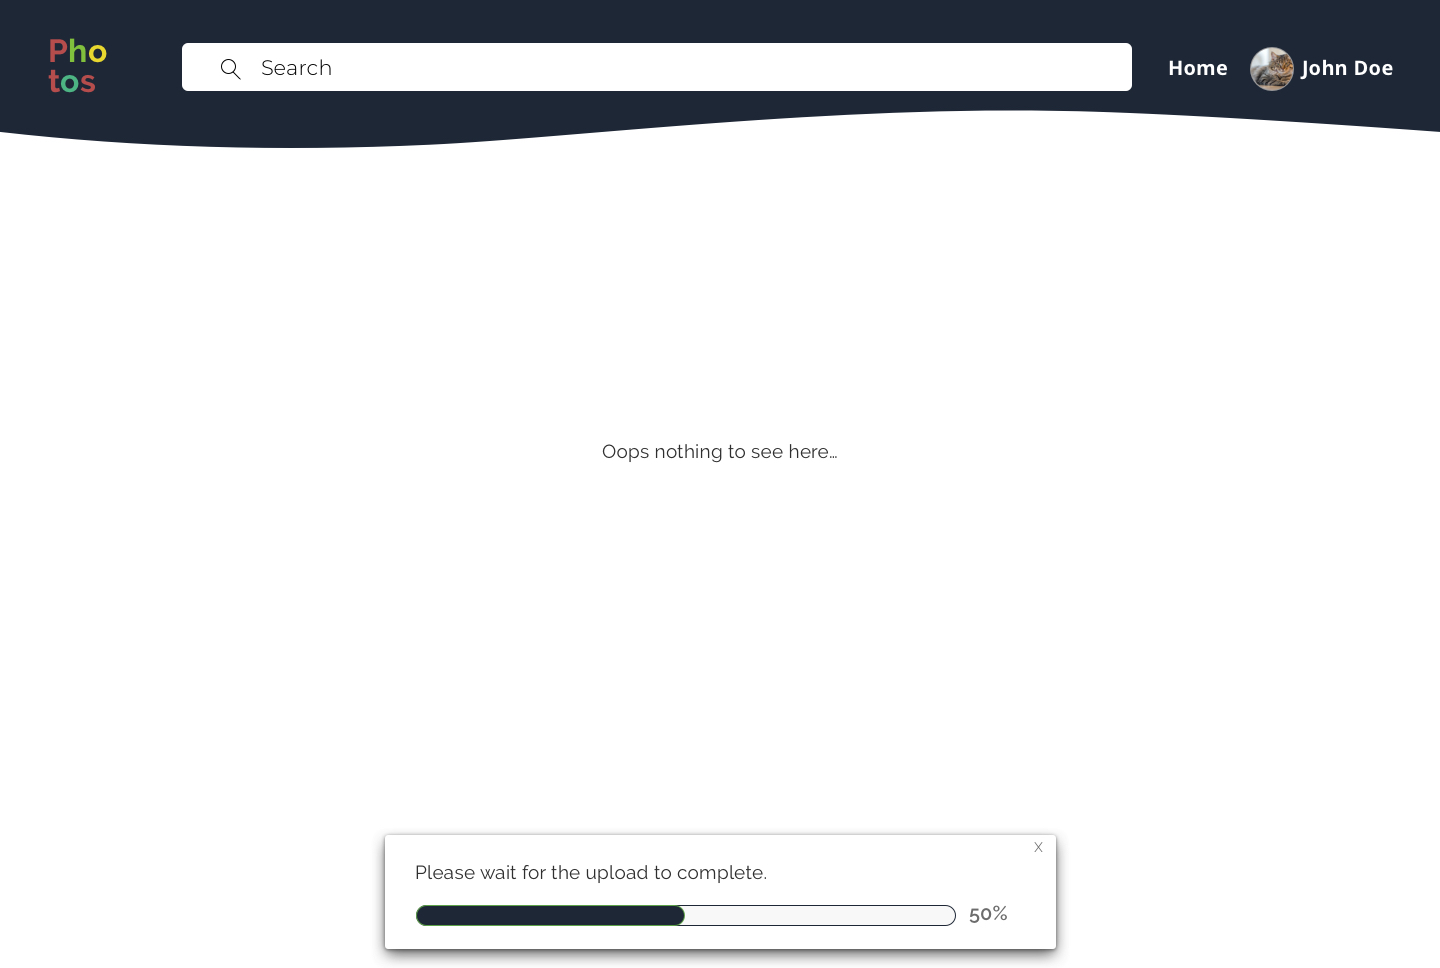 Pho
tos
Search
Home
John Doe
Oops nothing to see here...
X
Please wait for the upload to complete.
50%